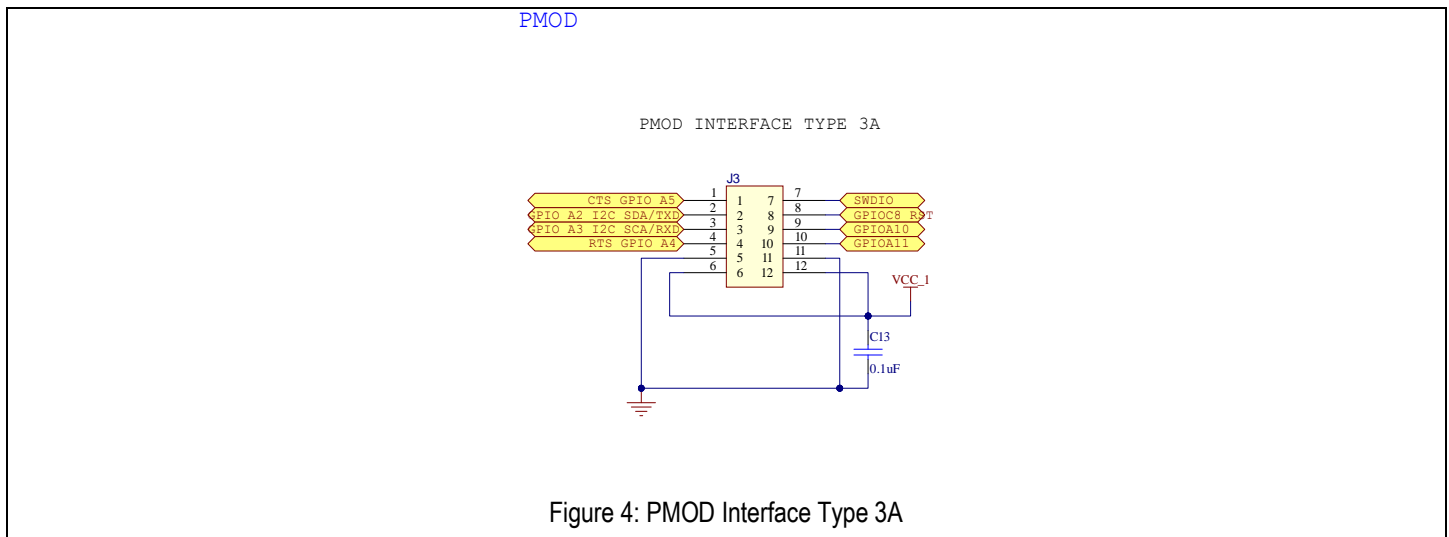 PMOD
PMOD INTERFACE TYPE 3A
J3
CTS GPIO A5 1 1 7 7 SWDIO
GPIO A2 I2C SDA/TXD 2 2 8 8 GPIOC8 RST
GPIO A3 I2C SCA/RXD 3 3 9 9 GPIOA10
RTS GPIO A4 4 4 10 10 GPIOA11
5 5 11 11
6 6 12 12
VCC_1
C13
0.1uF
Figure 4: PMOD Interface Type 3A